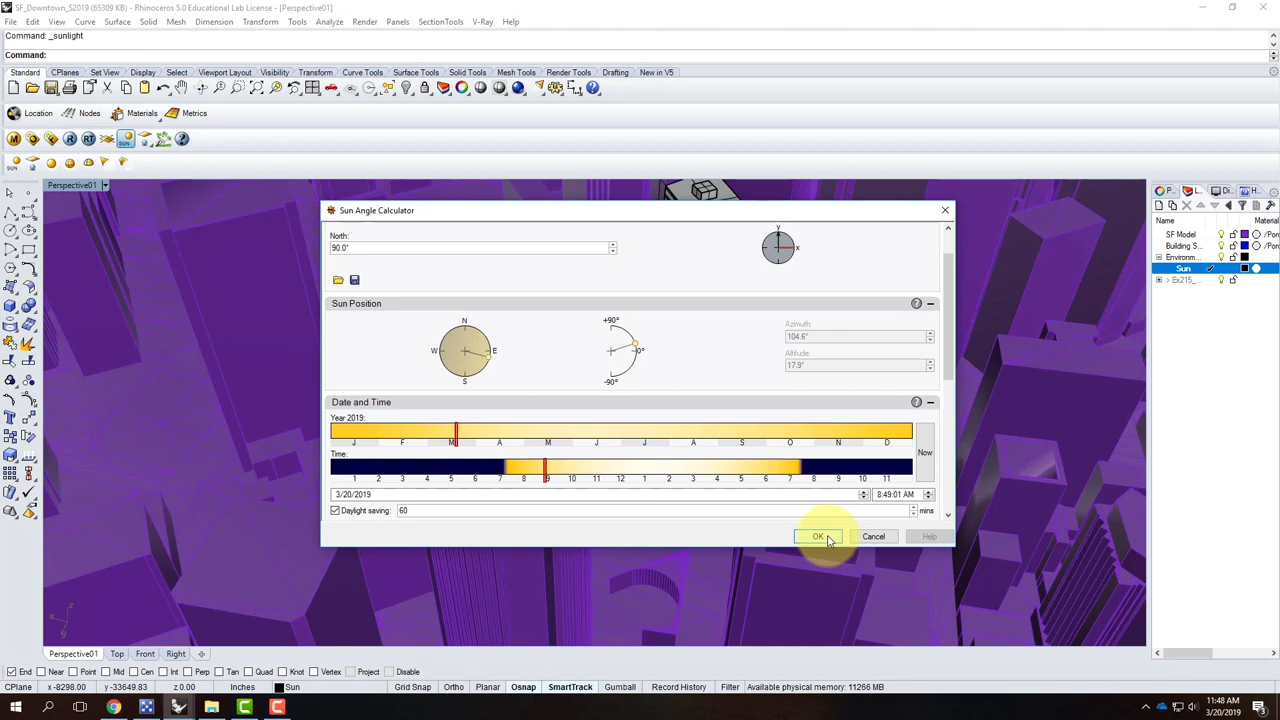 SF_Downtown_S2019 (65309 KB) - Rhinoceros 5.0 Educational Lab License - [Perspective01]
File Edit View Curve Surface Solid Mesh Dimension Transform Tools Analyze Render Panels SectionTools V-Ray Help
Command: _sunlight
Command:
Standard CPlanes Set View Display Select Viewport Layout Visibility Transform Curve Tools Surface Tools Solid Tools Mesh Tools Render Tools Drafting New in V5
Location Nodes Materials Metrics
SUN
Perspective01
Sun Angle Calculator
North:
90.0°
Y
X
Sun Position
N
W E
S
+90°
0°
-90°
Azimuth:
104.6°
Altitude:
17.9°
Date and Time
Year 2019:
J F M A M J J A S O N D
Time:
1 2 3 4 5 6 7 8 9 10 11 12 1 2 3 4 5 6 7 8 9 10 11
Now
3/20/2019 8:49:01 AM
Daylight saving: 60 mins
OK Cancel Help
P.. L... Di... H..
Name Material
SF Model /Por
Building S... /Por
Environm...
Sun
> Ex215_...
z
x
y
Perspective01 Top Front Right
End Near Point Mid Cen Int Perp Tan Quad Knot Vertex Project Disable
CPlane x -8298.00 y -33649.83 z 0.00 Inches Sun Grid Snap Ortho Planar Osnap SmartTrack Gumball Record History Filter Available physical memory: 11266 MB
11:48 AM
3/20/2019